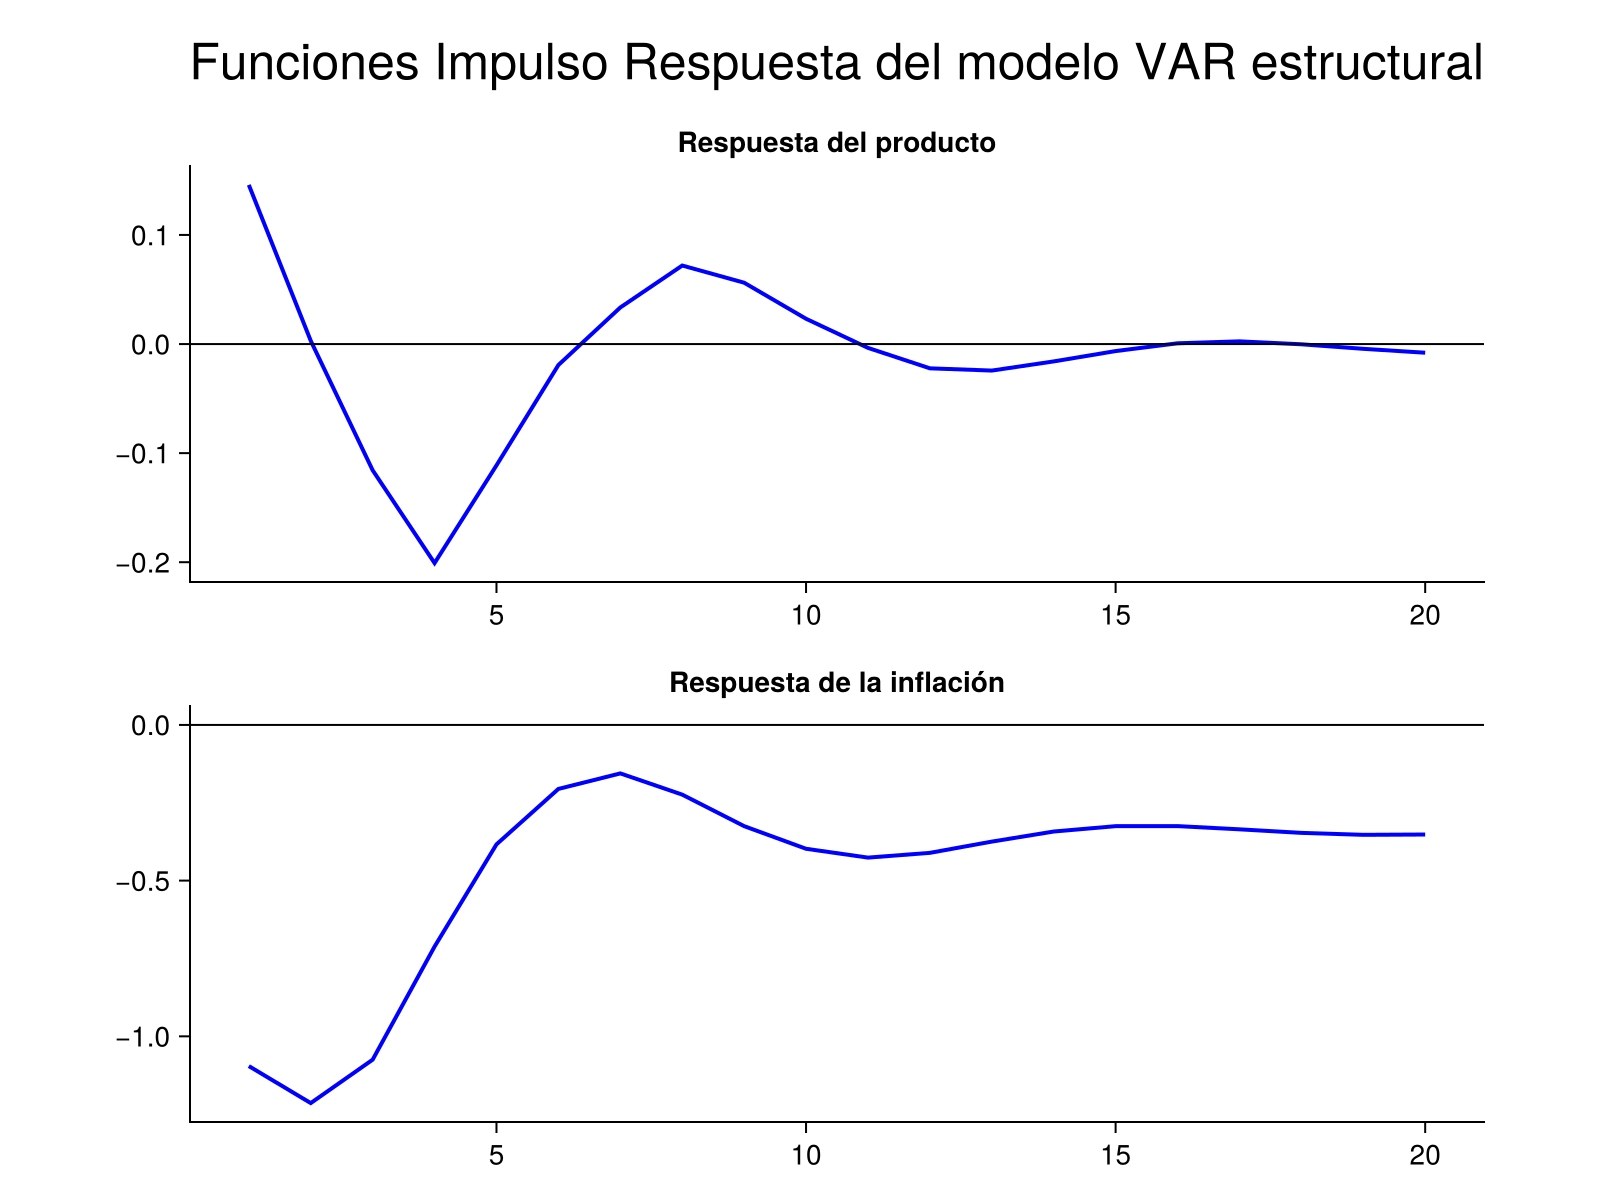 Funciones Impulso Respuesta del modelo VAR estructural
Respuesta del producto
0.1
0.0
−0.1
−0.2
5 10 15 20
Respuesta de la inflación
0.0
−0.5
−1.0
5 10 15 20